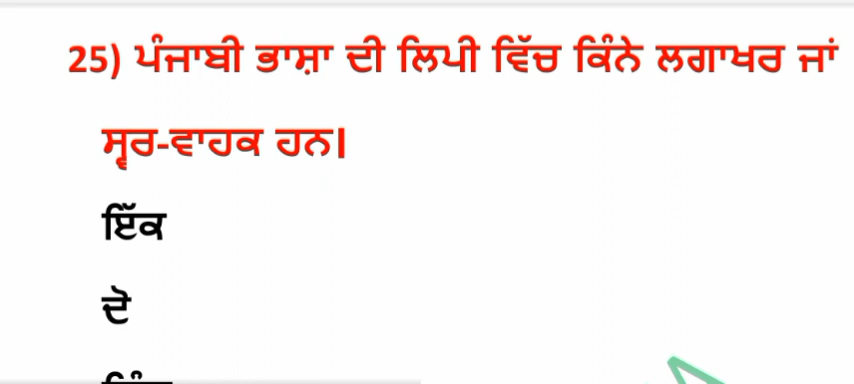 25) ਪੰਜਾਬੀ ਭਾਸ਼ਾ ਦੀ ਲਿਪੀ ਵਿੱਚ ਕਿੰਨੇ ਲਗਾਖਰ ਜਾਂ
ਸ੍ਵਰ-ਵਾਹਕ ਹਨ।
ਇੱਕ
ਦੋ